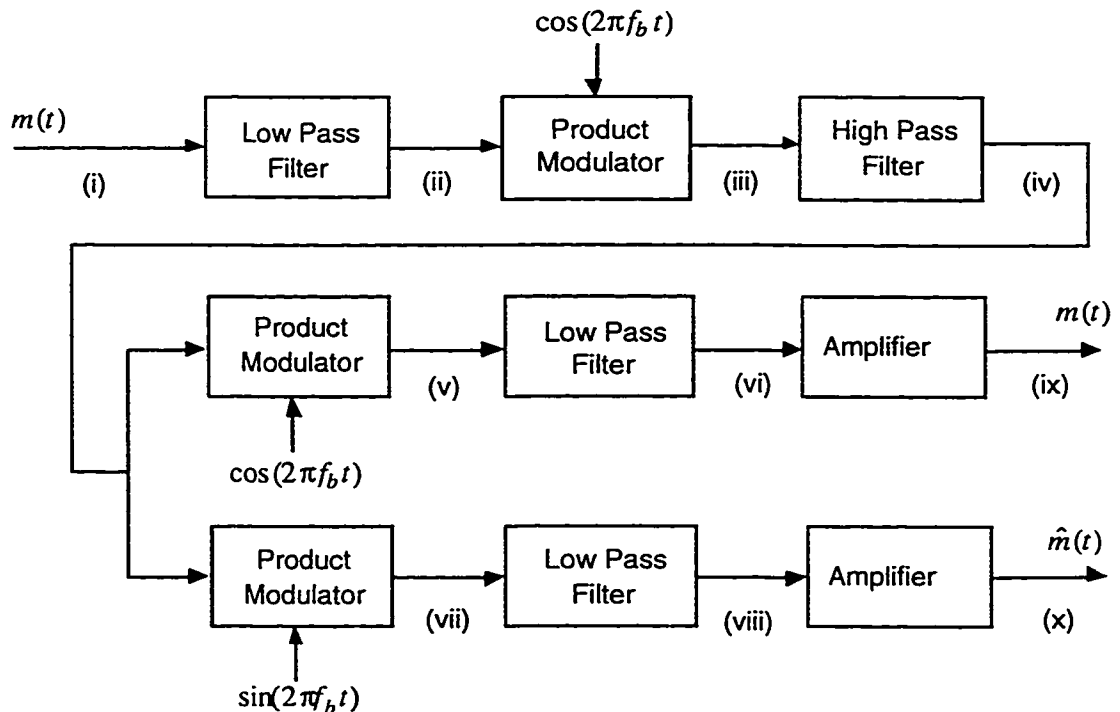 cos(2πf_b t)
m(t)
Low Pass
Filter
Product
Modulator
High Pass
Filter
(i)
(ii)
(iii)
(iv)
Product
Modulator
Low Pass
Filter
Amplifier
m(t)
(v)
(vi)
(ix)
cos(2πf_b t)
Product
Modulator
Low Pass
Filter
Amplifier
m̂(t)
(vii)
(viii)
(x)
sin(2πf_b t)